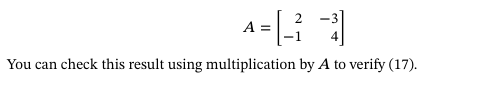 A = [ 2 −3
−1 4 ]
You can check this result using multiplication by A to verify (17).